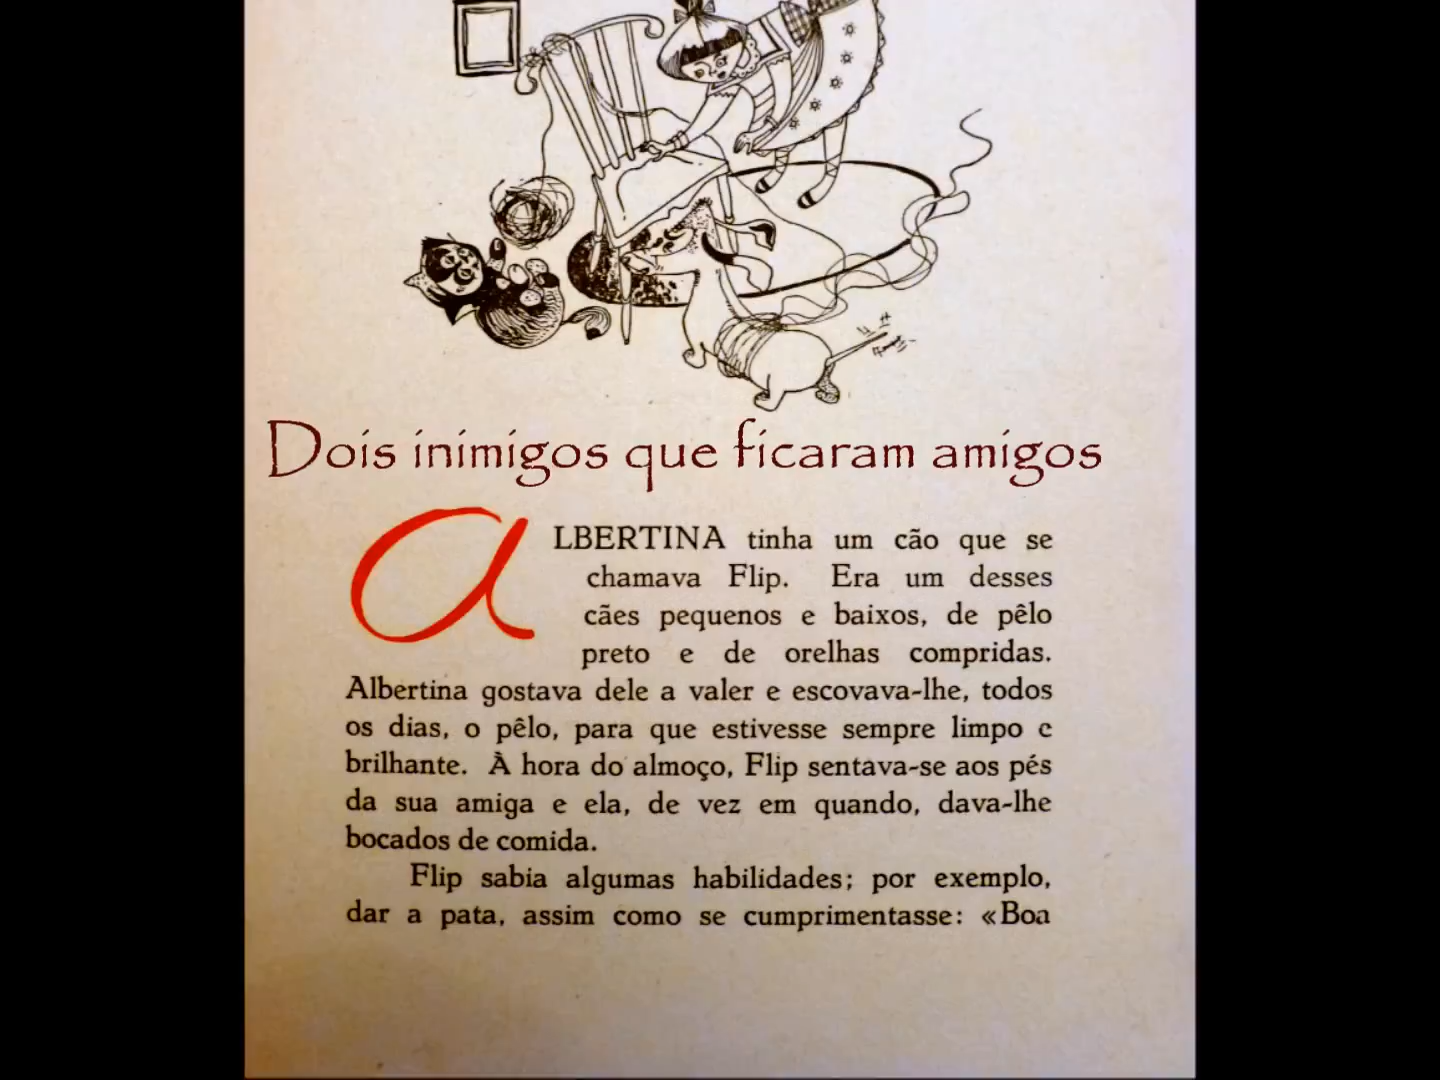 Dois inimigos que ficaram amigos
ALBERTINA tinha um cão que se
chamava Flip. Era um desses
cães pequenos e baixos, de pêlo
preto e de orelhas compridas.
Albertina gostava dele a valer e escovava-lhe, todos
os dias, o pêlo, para que estivesse sempre limpo e
brilhante. À hora do almoço, Flip sentava-se aos pés
da sua amiga e ela, de vez em quando, dava-lhe
bocados de comida.
Flip sabia algumas habilidades; por exemplo,
dar a pata, assim como se cumprimentasse: «Boa